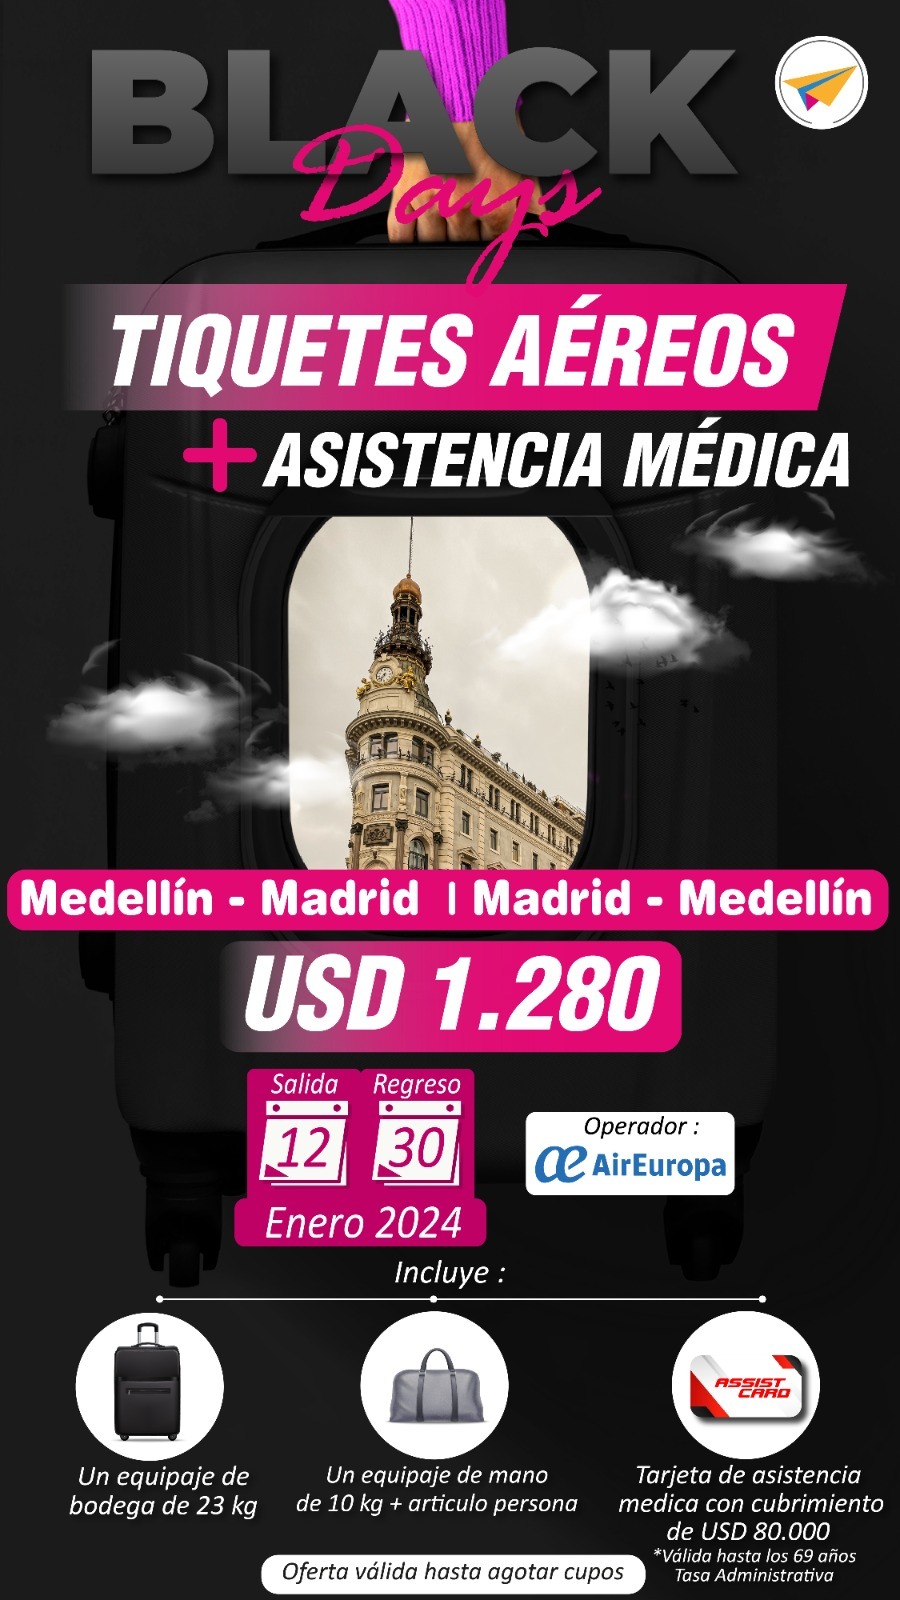 BLACK
Days
TIQUETES AÉREOS
+ ASISTENCIA MÉDICA
Medellín - Madrid | Madrid - Medellín
USD 1.280
Salida Regreso
12 30
Enero 2024
Operador :
AirEuropa
Incluye :
ASSIST
CARD
Un equipaje de
bodega de 23 kg
Un equipaje de mano
de 10 kg + articulo persona
Tarjeta de asistencia
medica con cubrimiento
de USD 80.000
*Válida hasta los 69 años
Tasa Administrativa
Oferta válida hasta agotar cupos